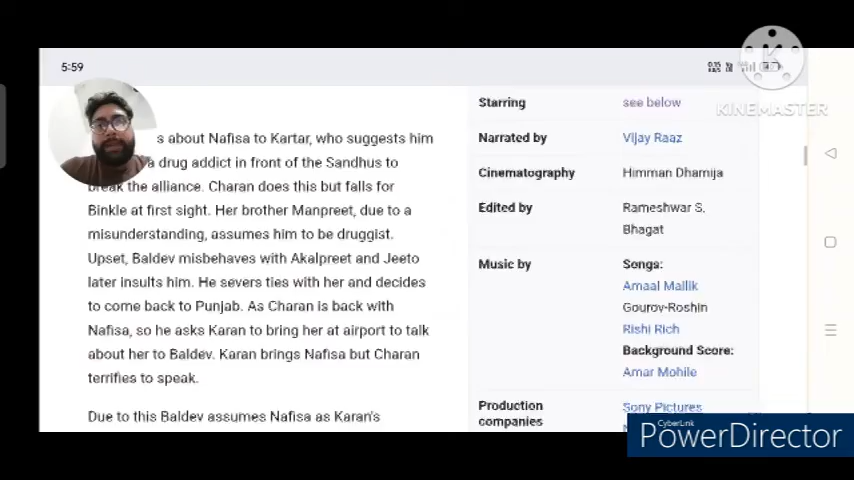 5:59
KINEMASTER
s about Nafisa to Kartar, who suggests him
a drug addict in front of the Sandhus to
break the alliance. Charan does this but falls for
Binkle at first sight. Her brother Manpreet, due to a
misunderstanding, assumes him to be druggist.
Upset, Baldev misbehaves with Akalpreet and Jeeto
later insults him. He severs ties with her and decides
to come back to Punjab. As Charan is back with
Nafisa, so he asks Karan to bring her at airport to talk
about her to Baldev. Karan brings Nafisa but Charan
terrifies to speak.
Due to this Baldev assumes Nafisa as Karan's
Starring see below
Narrated by Vijay Raaz
Cinematography Himman Dhamija
Edited by Rameshwar S.
Bhagat
Music by Songs:
Amaal Mallik
Gourov-Roshin
Rishi Rich
Background Score:
Amar Mohile
Production Sony Pictures
companies
CyberLink
PowerDirector